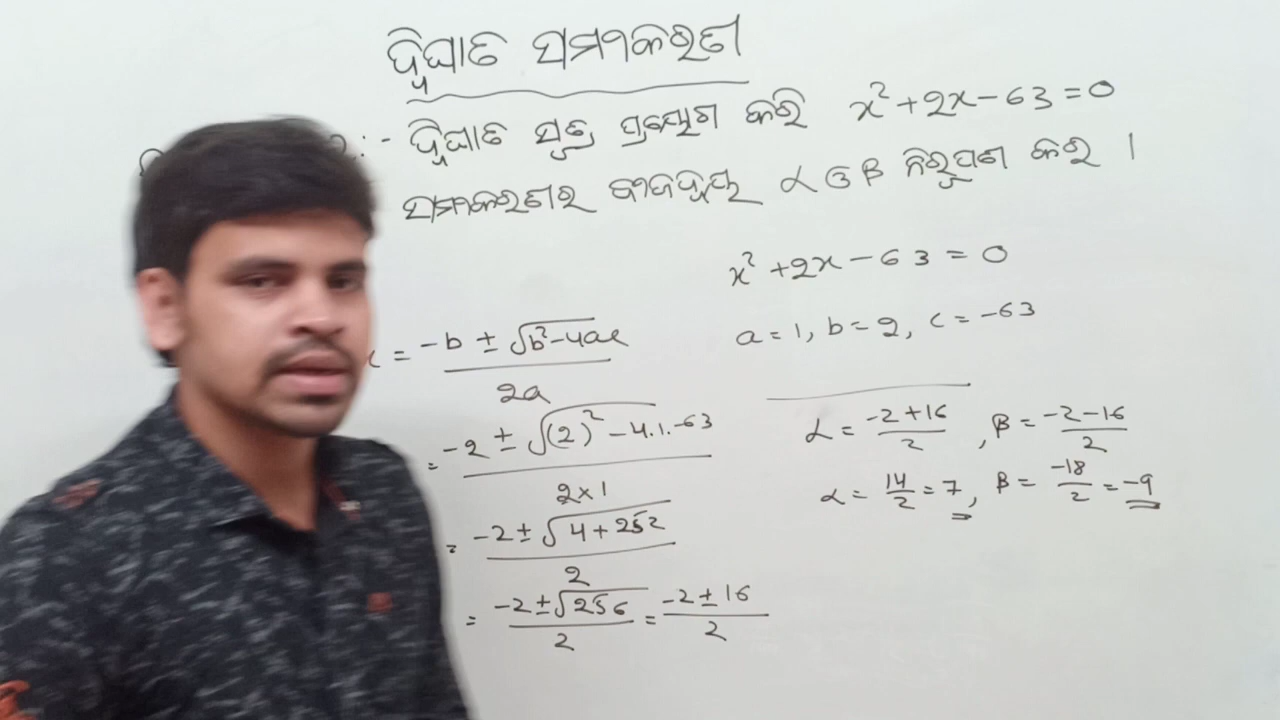 ଦ୍ଵିଘାତ ସମୀକରଣ
2:- ଦ୍ଵିଘାତ ସୂତ୍ର ପ୍ରୟୋଗ କରି x²+2x-63=0
ସମୀକରଣର ବୀଜଦ୍ଵୟ α ଓ β ନିରୂପଣ କର ।
x²+2x-63=0
a=1, b=2, c=-63
x = (-b ± √(b²-4ac))/2a
= (-2 ± √((2)²-4.1.-63))/(2×1)
= (-2 ± √(4+252))/2
= (-2 ± √256)/2 = (-2 ± 16)/2
α = (-2+16)/2, β = (-2-16)/2
α = 14/2 = 7, β = -18/2 = -9